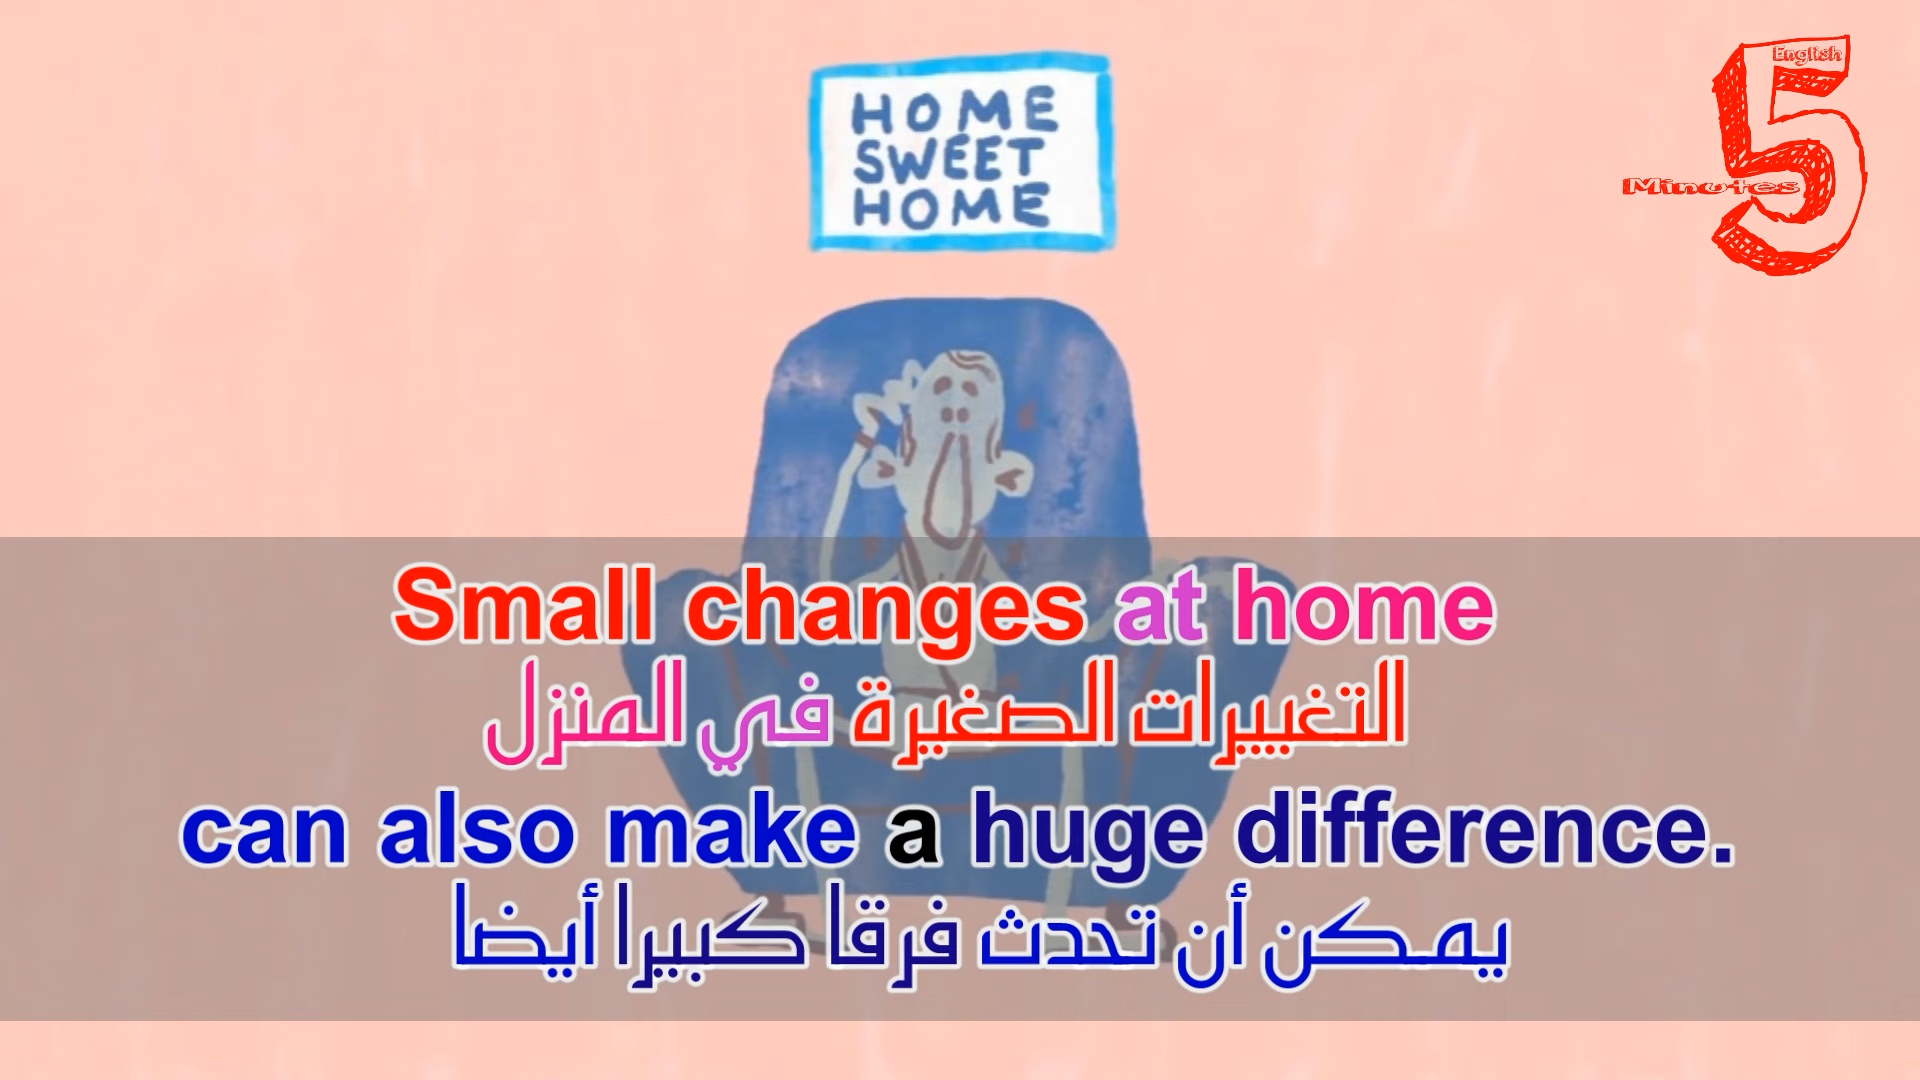 HOME
SWEET
HOME
English
5
Minutes
Small changes at home
التغييرات الصغيرة في المنزل
can also make a huge difference.
يمكن أن تحدث فرقا كبيرا أيضا